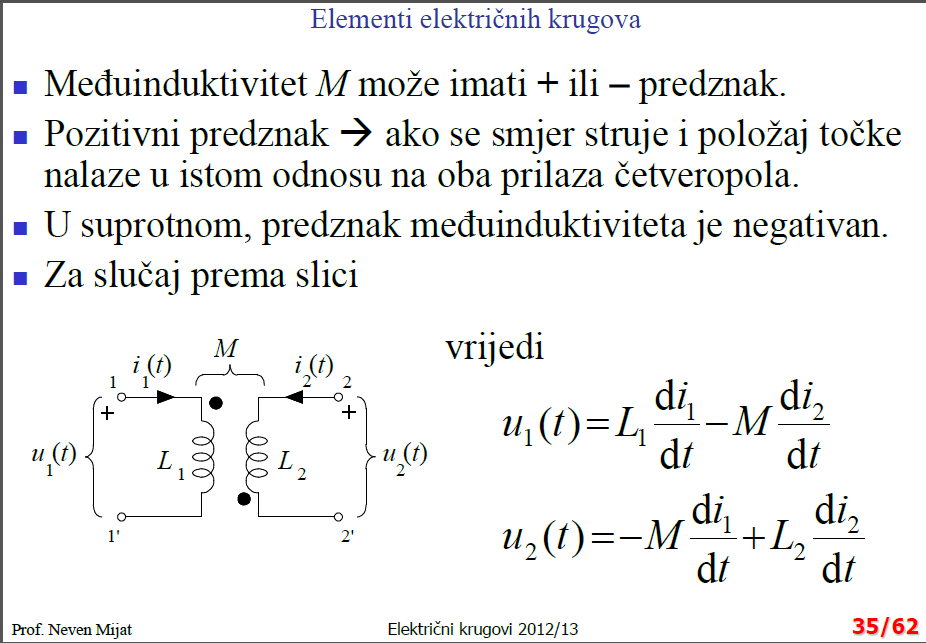 Elementi električnih krugova
Međuinduktivitet M može imati + ili – predznak.
Pozitivni predznak → ako se smjer struje i položaj točke
nalaze u istom odnosu na oba prilaza četveropola.
U suprotnom, predznak međuinduktiviteta je negativan.
Za slučaj prema slici
vrijedi
M
i₁(t) i₂(t)
1 2
+ +
u₁(t) L₁ L₂ u₂(t)
1' 2'
u₁(t) = L₁ di₁/dt − M di₂/dt
u₂(t) = −M di₁/dt + L₂ di₂/dt
Prof. Neven Mijat Električni krugovi 2012/13 35/62